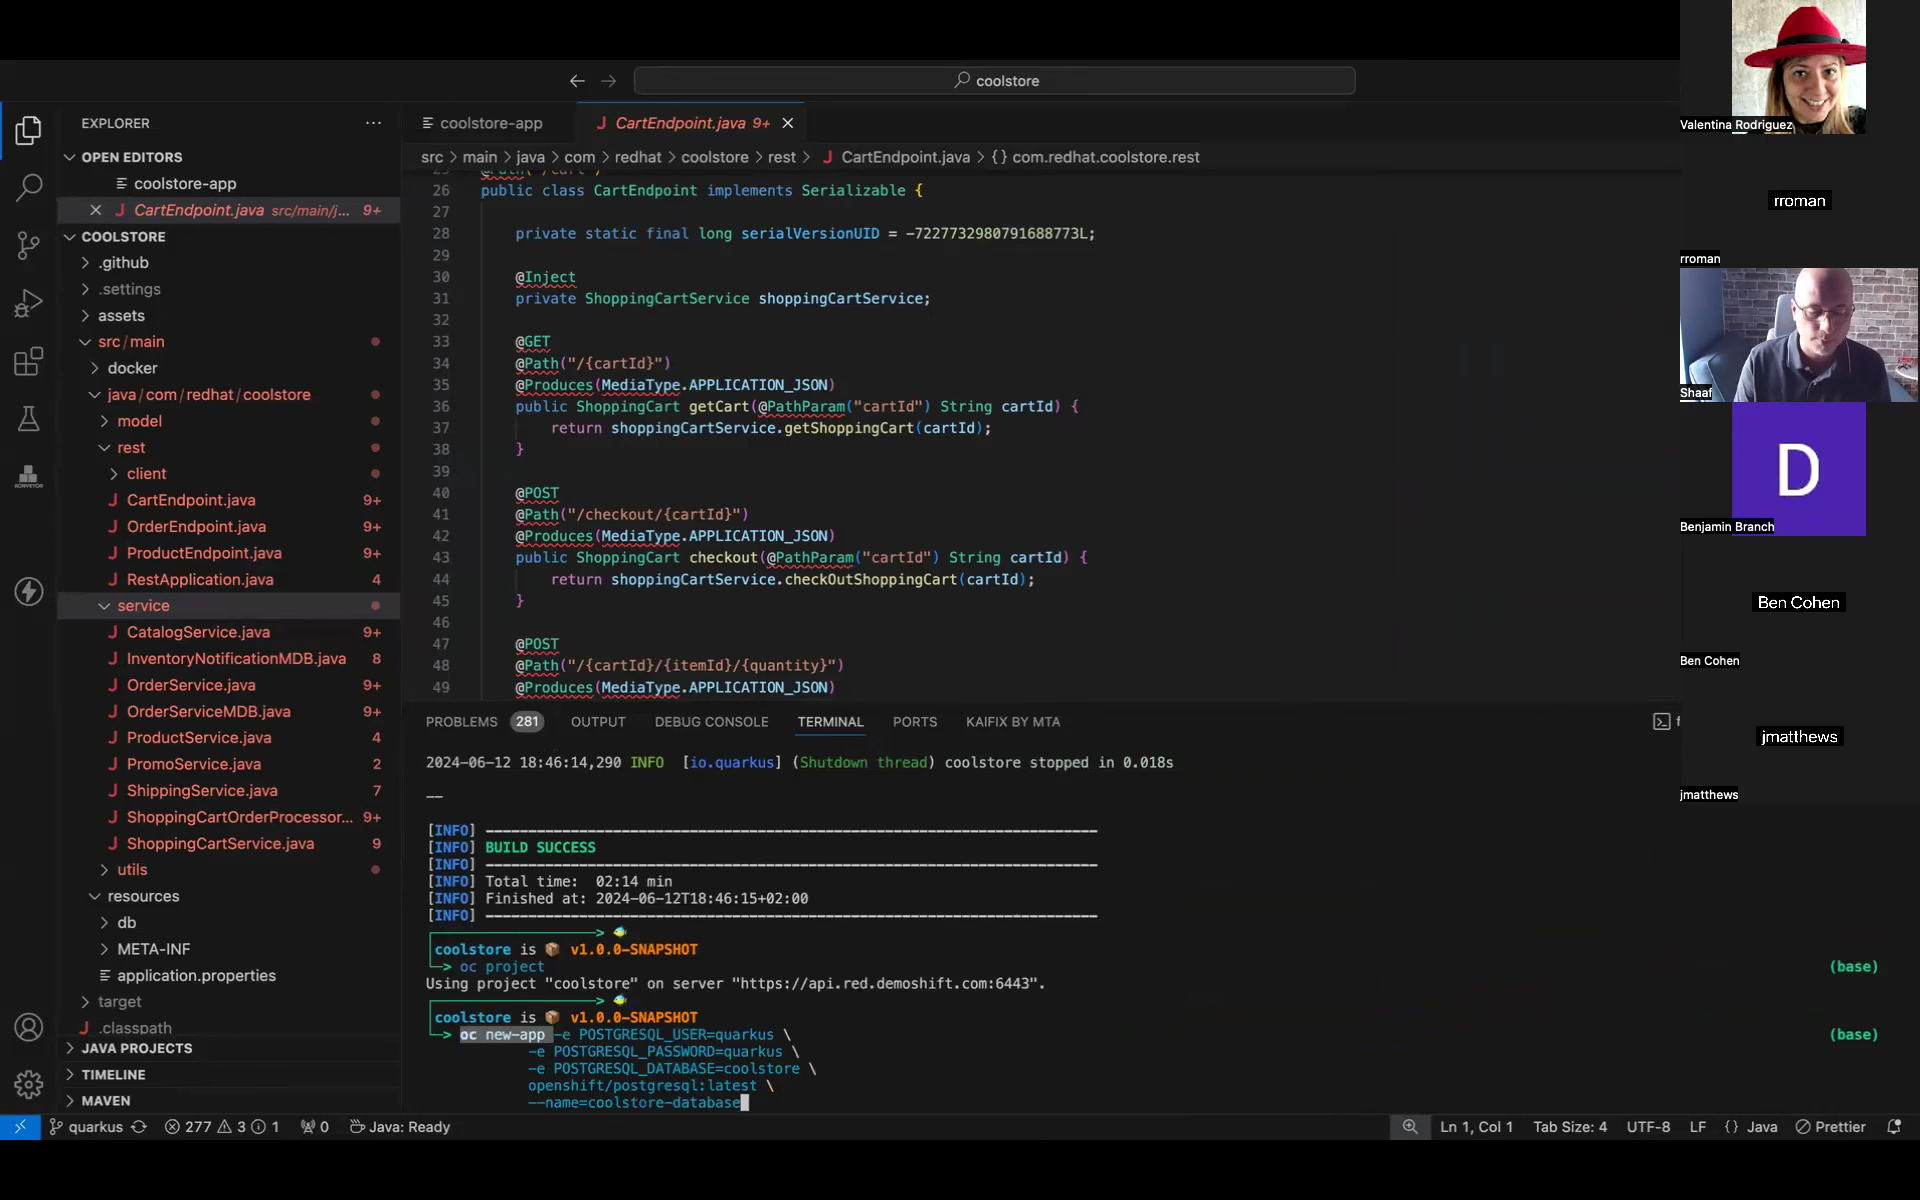 coolstore
EXPLORER
OPEN EDITORS
coolstore-app
CartEndpoint.java src/main/j... 9+
COOLSTORE
.github
.settings
assets
src/main
docker
java/com/redhat/coolstore
model
rest
client
CartEndpoint.java 9+
OrderEndpoint.java 9+
ProductEndpoint.java 9+
RestApplication.java 4
service
CatalogService.java 9+
InventoryNotificationMDB.java 8
OrderService.java 9+
OrderServiceMDB.java 9+
ProductService.java 4
PromoService.java 2
ShippingService.java 7
ShoppingCartOrderProcessor... 9+
ShoppingCartService.java 9
utils
resources
db
META-INF
application.properties
target
.classpath
JAVA PROJECTS
TIMELINE
MAVEN
KONVEYOR
coolstore-app
CartEndpoint.java 9+
src > main > java > com > redhat > coolstore > rest > CartEndpoint.java > {} com.redhat.coolstore.rest
25 @Path("/cart")
26 public class CartEndpoint implements Serializable {
27
28 private static final long serialVersionUID = -7227732980791688773L;
29
30 @Inject
31 private ShoppingCartService shoppingCartService;
32
33 @GET
34 @Path("/{cartId}")
35 @Produces(MediaType.APPLICATION_JSON)
36 public ShoppingCart getCart(@PathParam("cartId") String cartId) {
37 return shoppingCartService.getShoppingCart(cartId);
38 }
39
40 @POST
41 @Path("/checkout/{cartId}")
42 @Produces(MediaType.APPLICATION_JSON)
43 public ShoppingCart checkout(@PathParam("cartId") String cartId) {
44 return shoppingCartService.checkOutShoppingCart(cartId);
45 }
46
47 @POST
48 @Path("/{cartId}/{itemId}/{quantity}")
49 @Produces(MediaType.APPLICATION_JSON)
PROBLEMS 281 OUTPUT DEBUG CONSOLE TERMINAL PORTS KAIFIX BY MTA
2024-06-12 18:46:14,290 INFO [io.quarkus] (Shutdown thread) coolstore stopped in 0.018s
--
[INFO] ------------------------------------------------------------------------
[INFO] BUILD SUCCESS
[INFO] ------------------------------------------------------------------------
[INFO] Total time: 02:14 min
[INFO] Finished at: 2024-06-12T18:46:15+02:00
[INFO] ------------------------------------------------------------------------
coolstore is 📦 v1.0.0-SNAPSHOT
oc project (base)
Using project "coolstore" on server "https://api.red.demoshift.com:6443".
coolstore is 📦 v1.0.0-SNAPSHOT
oc new-app -e POSTGRESQL_USER=quarkus \ (base)
-e POSTGRESQL_PASSWORD=quarkus \
-e POSTGRESQL_DATABASE=coolstore \
openshift/postgresql:latest \
--name=coolstore-database
quarkus 277 3 1 0 Java: Ready
Ln 1, Col 1 Tab Size: 4 UTF-8 LF {} Java Prettier
Valentina Rodriguez
rroman
rroman
Shaaf
D
Benjamin Branch
Ben Cohen
Ben Cohen
jmatthews
jmatthews